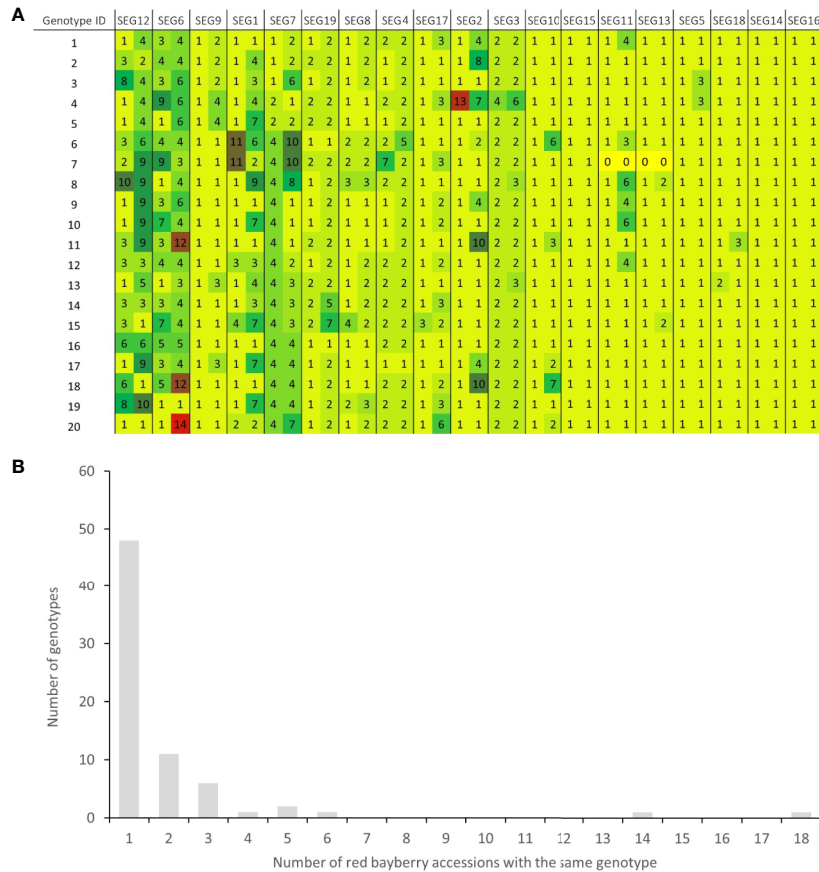 A
Genotype ID SEG12 SEG6 SEG9 SEG1 SEG7 SEG19 SEG8 SEG4 SEG17 SEG2 SEG3 SEG10 SEG15 SEG11 SEG13 SEG5 SEG18 SEG14 SEG16
1 1 4 3 4 1 2 1 1 1 2 1 2 1 2 2 2 1 3 1 4 2 2 1 1 1 1 1 4 1 1 1 1 1 1 1 1 1 1
2 3 2 4 4 1 2 1 4 1 2 2 2 1 2 2 2 1 1 1 8 2 2 1 1 1 1 1 1 1 1 1 1 1 1 1 1 1 1
3 8 4 3 6 1 2 1 3 1 6 1 2 1 2 2 2 1 1 1 1 2 2 1 1 1 1 1 1 1 1 1 3 1 1 1 1 1 1
4 1 4 9 6 1 4 1 4 2 1 2 2 1 1 2 2 1 3 13 7 4 6 1 1 1 1 1 1 1 1 1 3 1 1 1 1 1 1
5 1 4 1 6 1 4 1 7 2 2 1 2 1 2 2 2 1 1 1 1 2 2 1 1 1 1 1 1 1 1 1 1 1 1 1 1 1 1
6 3 6 4 4 1 1 11 6 4 10 1 1 2 2 2 5 1 1 2 2 2 2 1 6 1 1 1 3 1 1 1 1 1 1 1 1 1 1
7 2 9 9 3 1 1 11 2 4 10 1 2 2 2 7 2 1 3 1 1 2 2 1 1 1 1 0 0 0 0 1 1 1 1 1 1 1 1
8 10 9 1 4 1 1 1 9 4 8 1 2 3 3 2 2 1 1 1 1 2 3 1 1 1 1 1 6 1 2 1 1 1 1 1 1 1 1
9 1 9 3 6 1 1 1 1 4 1 1 2 1 2 2 2 1 2 1 4 2 2 1 1 1 1 1 4 1 1 1 1 1 1 1 1 1 1
10 1 9 7 4 1 1 1 7 4 1 1 2 1 1 1 2 1 1 1 1 2 2 1 1 1 1 1 6 1 1 1 1 1 1 1 1 1 1
11 3 9 3 12 1 1 1 1 4 1 2 2 1 1 1 2 1 2 1 10 2 2 1 3 1 1 1 1 1 1 1 1 1 3 1 1 1 1
12 3 3 4 4 1 1 3 3 4 2 1 2 1 2 2 2 1 1 1 1 2 2 1 1 1 1 1 4 1 1 1 1 1 1 1 1 1 1
13 1 5 1 3 1 3 1 4 4 3 2 2 1 2 1 2 1 2 1 1 2 3 1 1 1 1 1 1 1 1 1 1 2 1 1 1 1 1
14 3 3 3 4 1 1 1 3 4 3 2 5 1 1 2 2 1 3 1 1 2 2 1 1 1 1 1 1 1 1 1 1 1 1 1 1 1 1
15 3 1 7 4 1 1 4 7 4 3 2 7 4 2 2 2 3 2 1 1 2 2 1 1 1 1 1 1 1 2 1 1 1 1 1 1 1 1
16 6 6 5 5 1 1 1 1 4 4 1 2 1 2 2 2 1 2 1 1 2 2 1 1 1 1 1 1 1 1 1 1 1 1 1 1 1 1
17 1 9 3 4 1 3 1 7 4 4 1 2 1 1 1 1 1 2 1 4 2 2 1 2 1 1 1 1 1 1 1 1 1 1 1 1 1 1
18 6 1 5 12 1 1 1 1 4 4 1 2 1 2 2 2 1 2 1 10 2 2 1 7 1 1 1 1 1 1 1 1 1 1 1 1 1 1
19 8 10 1 1 1 1 1 7 4 4 1 2 2 3 2 2 1 3 1 1 2 2 1 1 1 1 1 1 1 1 1 1 1 1 1 1 1 1
20 1 1 1 14 1 1 2 2 4 7 1 2 1 2 2 2 1 6 1 1 2 2 1 2 1 1 1 1 1 1 1 1 1 1 1 1 1 1
B
60
50
40
30
20
10
0
Number of genotypes
1 2 3 4 5 6 7 8 9 10 11 12 13 14 15 16 17 18
Number of red bayberry accessions with the same genotype